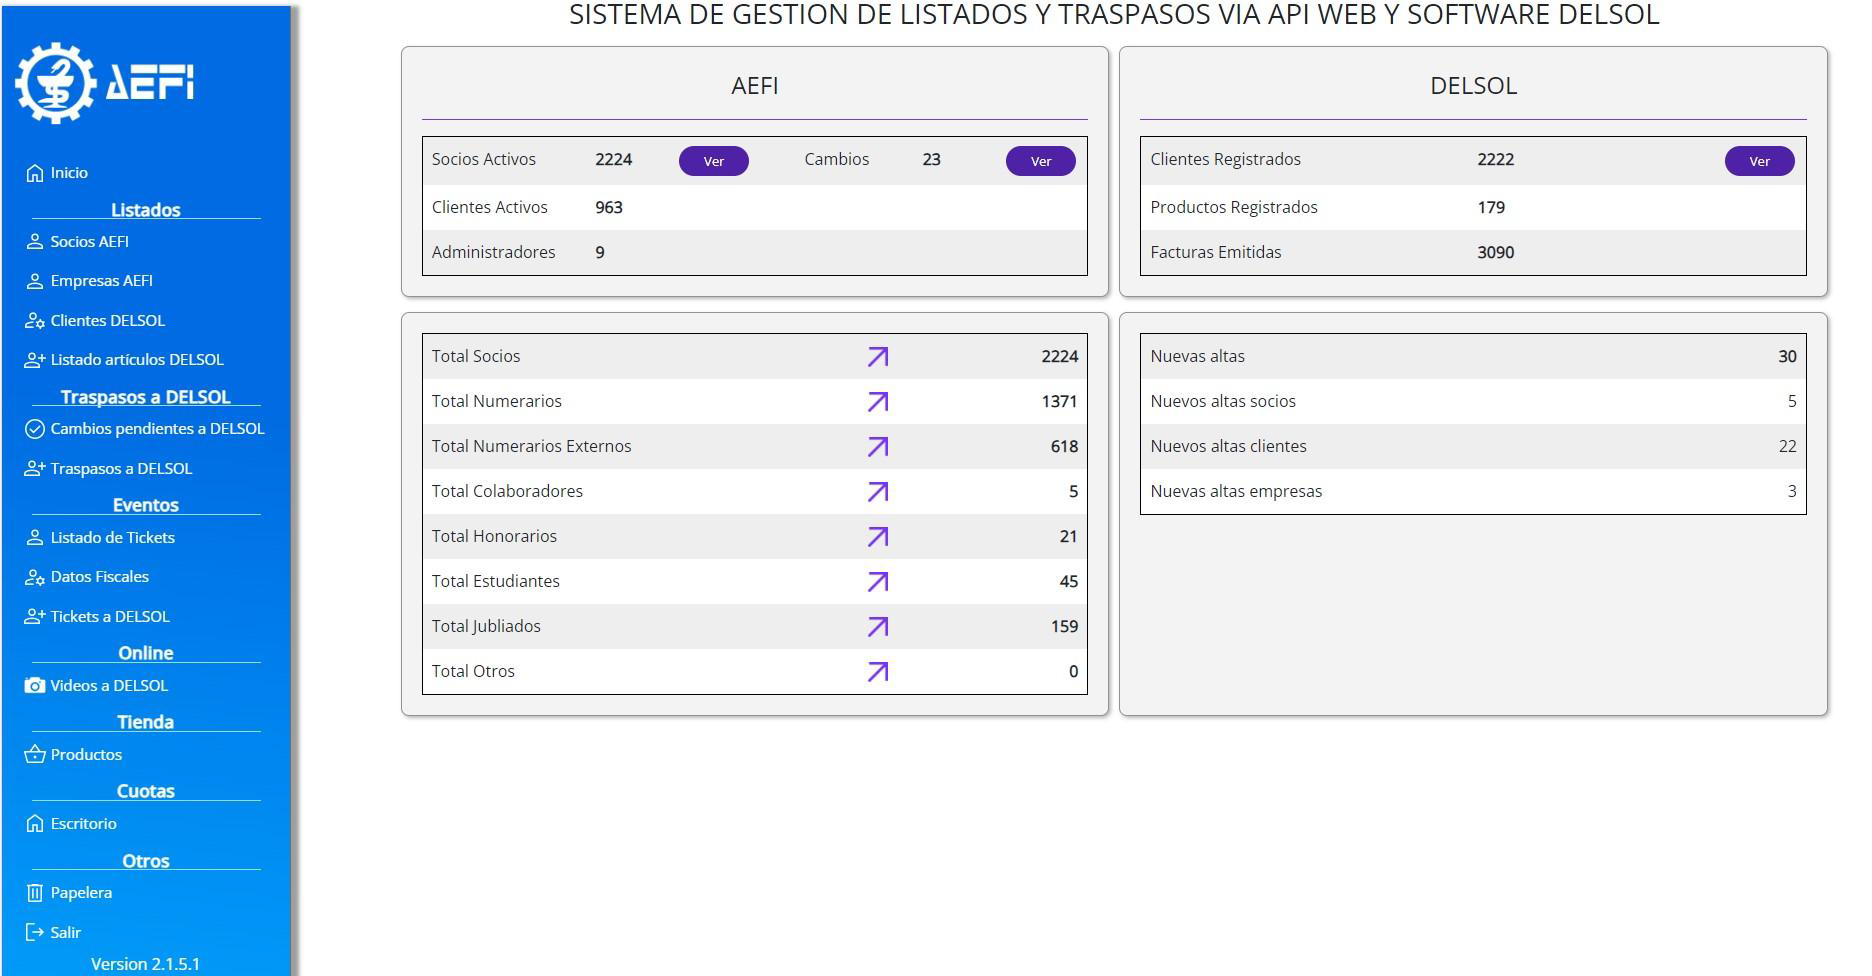 SISTEMA DE GESTION DE LISTADOS Y TRASPASOS VIA API WEB Y SOFTWARE DELSOL
AEFI
Inicio
Listados
Socios AEFI
Empresas AEFI
Clientes DELSOL
Listado artículos DELSOL
Traspasos a DELSOL
Cambios pendientes a DELSOL
Traspasos a DELSOL
Eventos
Listado de Tickets
Datos Fiscales
Tickets a DELSOL
Online
Videos a DELSOL
Tienda
Productos
Cuotas
Escritorio
Otros
Papelera
Salir
Version 2.1.5.1
AEFI
Socios Activos 2224 Ver Cambios 23 Ver
Clientes Activos 963
Administradores 9
DELSOL
Clientes Registrados 2222 Ver
Productos Registrados 179
Facturas Emitidas 3090
Total Socios 2224
Total Numerarios 1371
Total Numerarios Externos 618
Total Colaboradores 5
Total Honorarios 21
Total Estudiantes 45
Total Jubliados 159
Total Otros 0
Nuevas altas 30
Nuevos altas socios 5
Nuevos altas clientes 22
Nuevas altas empresas 3